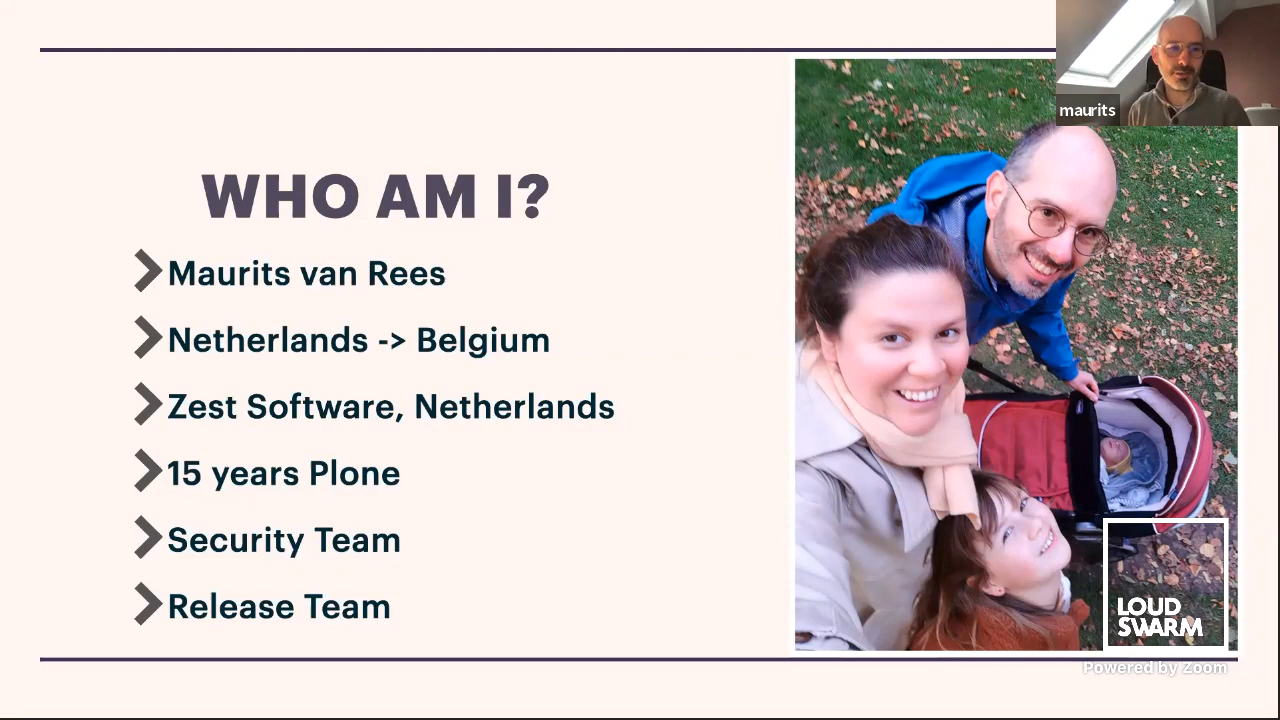 maurits
WHO AM I?
Maurits van Rees
Netherlands -> Belgium
Zest Software, Netherlands
15 years Plone
Security Team
Release Team
LOUD
SWARM
Powered by Zoom